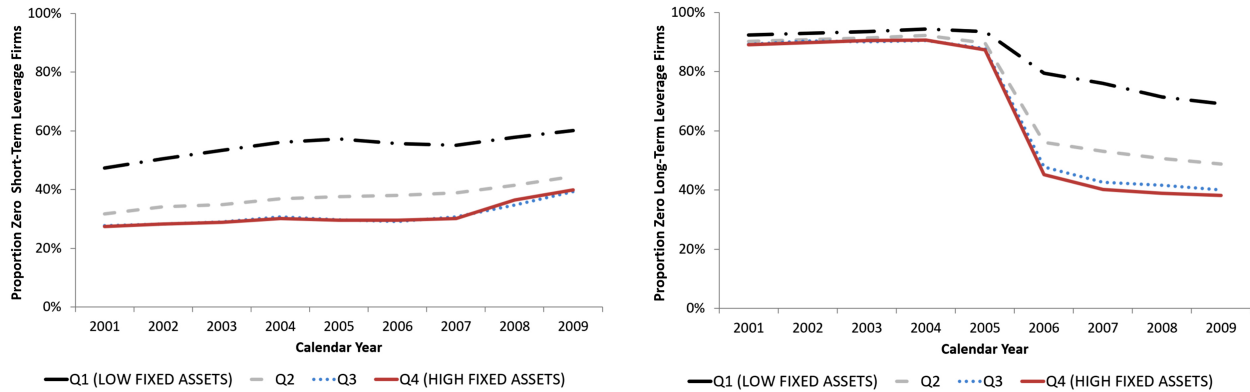 Proportion Zero Short-Term Leverage Firms
100%
80%
60%
40%
20%
0%
2001 2002 2003 2004 2005 2006 2007 2008 2009
Calendar Year
Q1 (LOW FIXED ASSETS) Q2 Q3 Q4 (HIGH FIXED ASSETS)
Proportion Zero Long-Term Leverage Firms
100%
80%
60%
40%
20%
0%
2001 2002 2003 2004 2005 2006 2007 2008 2009
Calendar Year
Q1 (LOW FIXED ASSETS) Q2 Q3 Q4 (HIGH FIXED ASSETS)